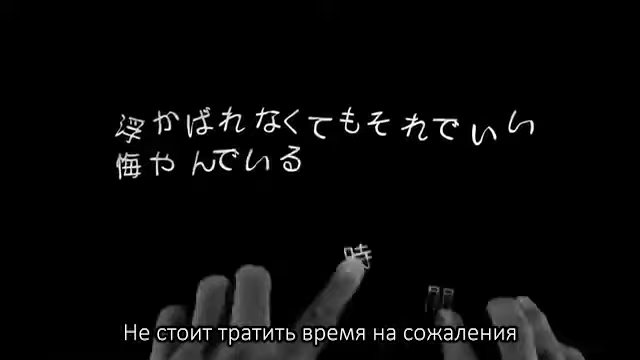 浮かばれなくてもそれでいい
悔やんでいる
時
Не стоит тратить время на сожаления